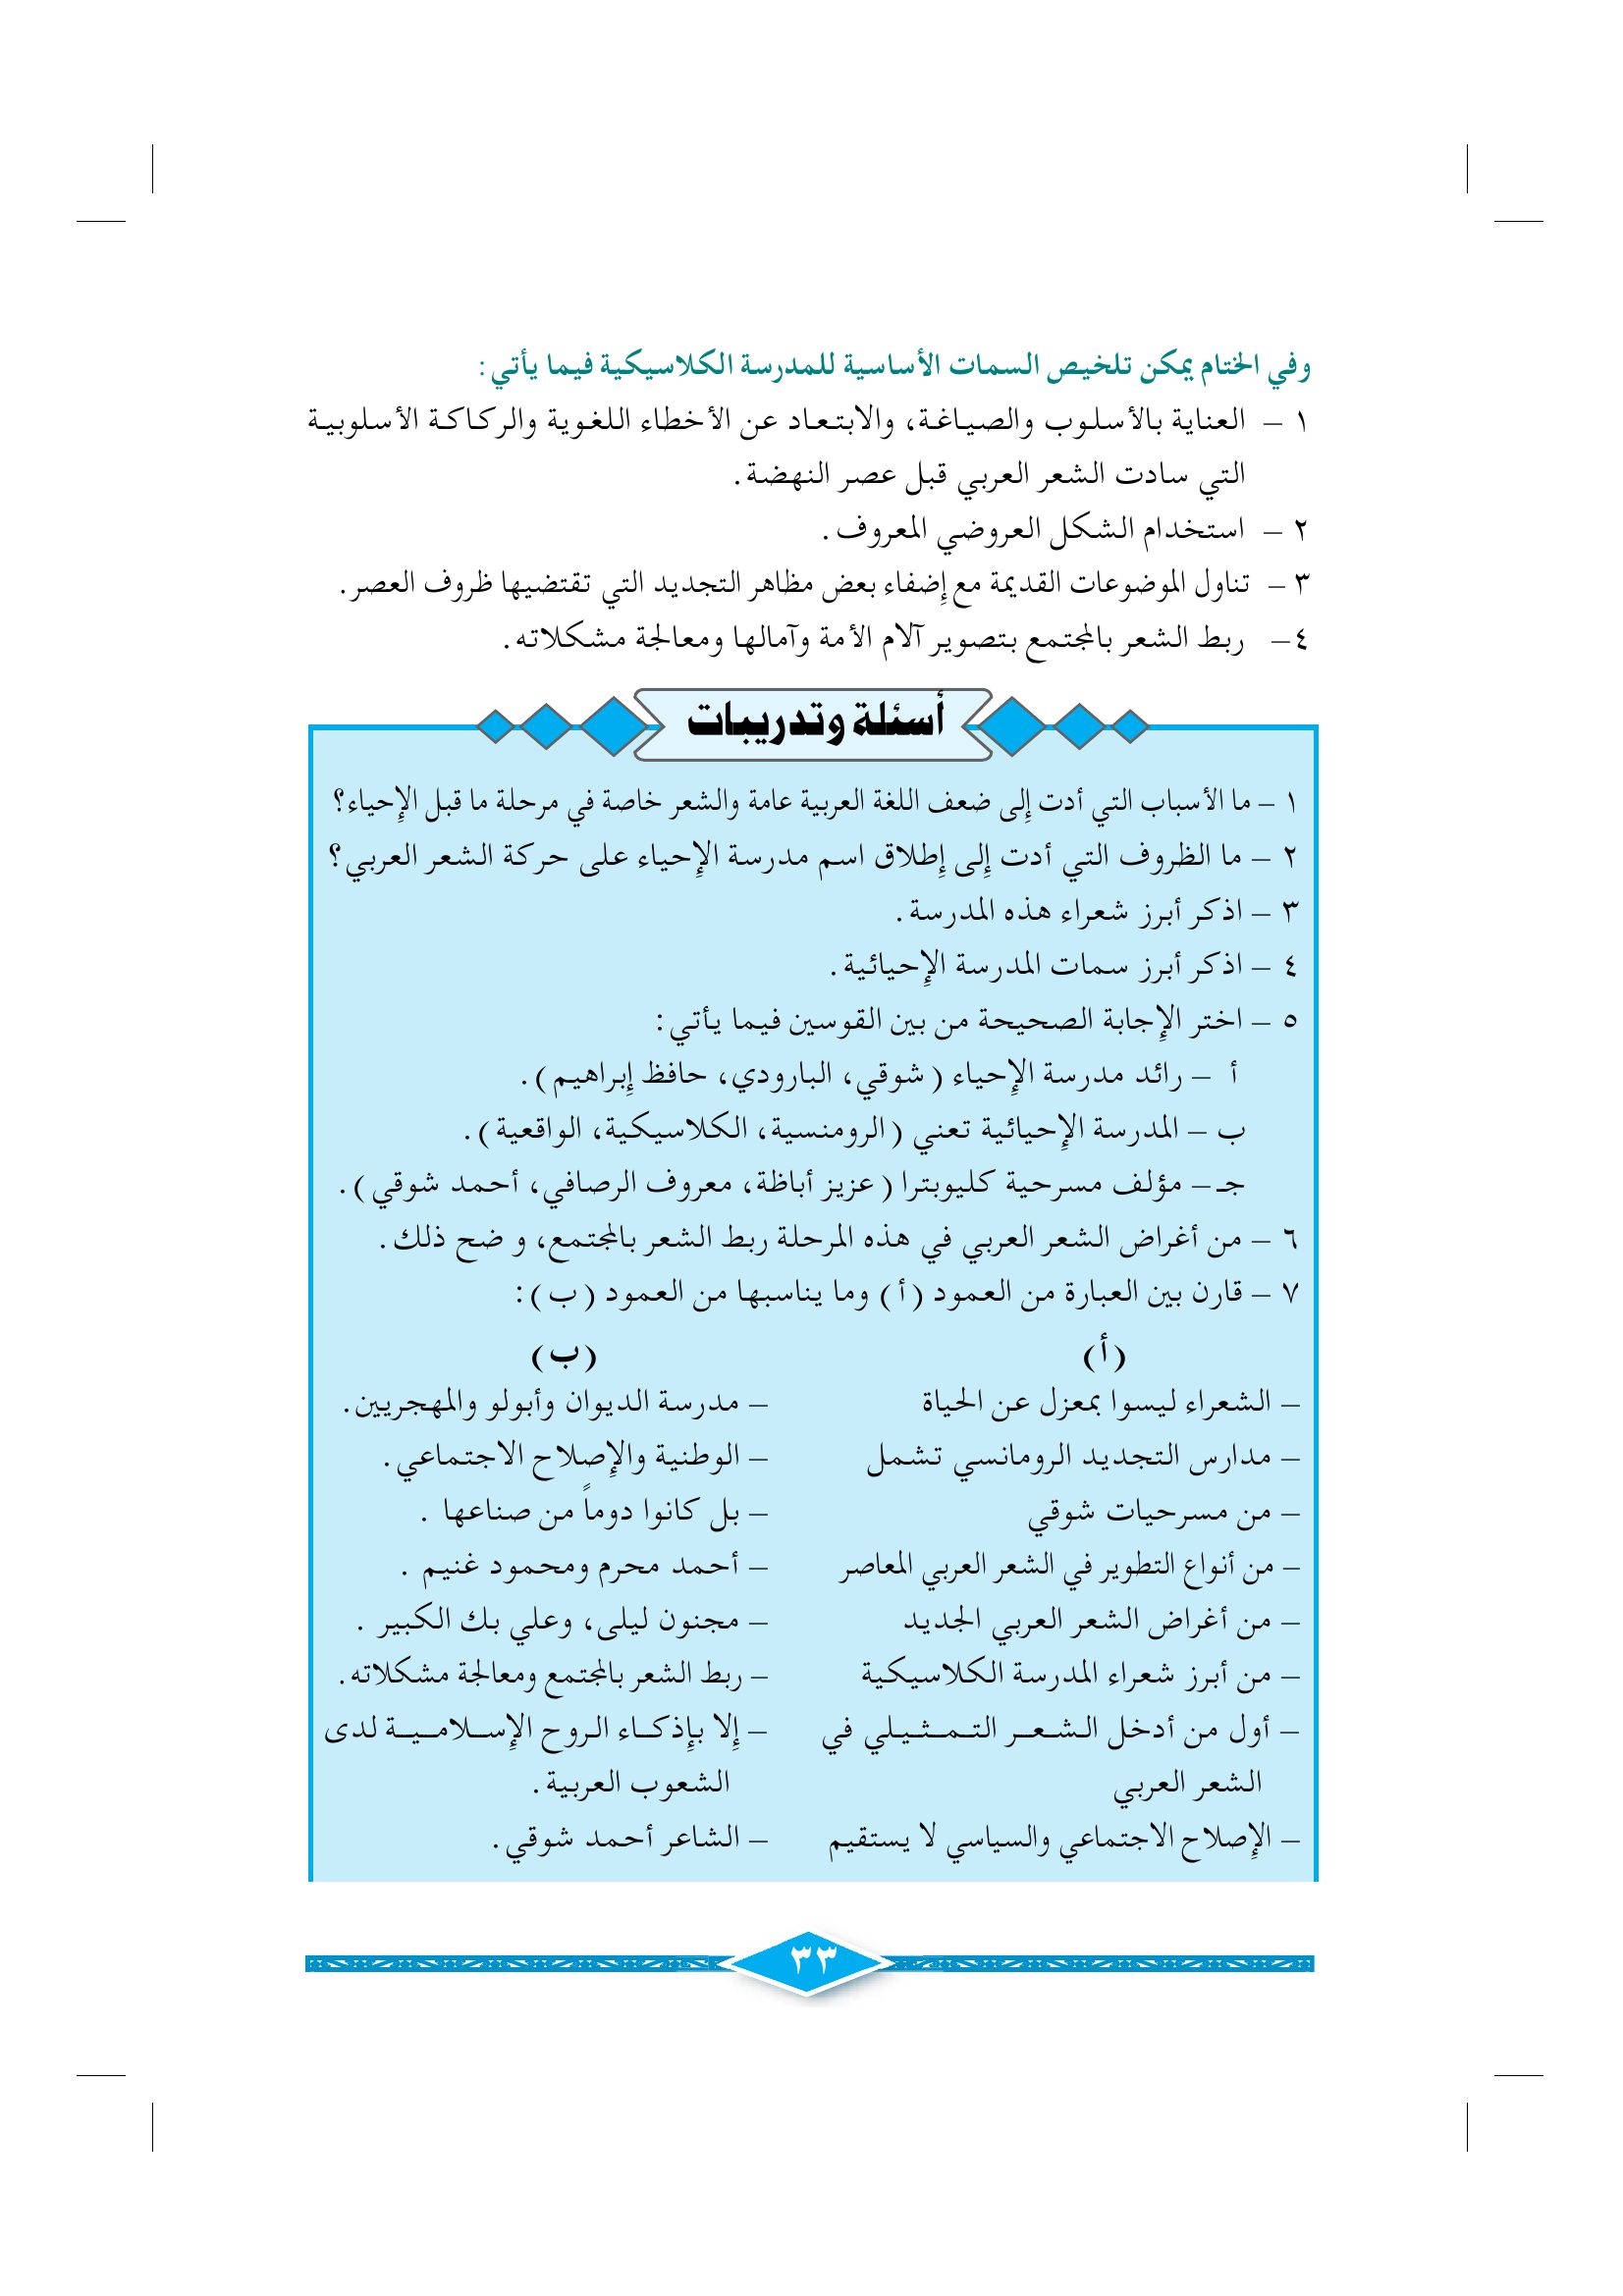 وفي الختام يمكن تلخيص السمات الأساسية للمدرسة الكلاسيكية فيما يأتي:
١ – العناية بالأسلوب والصياغة، والابتعاد عن الأخطاء اللغوية والركاكة الأسلوبية
التي سادت الشعر العربي قبل عصر النهضة.
٢ – استخدام الشكل العروضي المعروف.
٣ – تناول الموضوعات القديمة مع إضفاء بعض مظاهر التجديد التي تقتضيها ظروف العصر.
٤– ربط الشعر بالمجتمع بتصوير آلام الأمة وآمالها ومعالجة مشكلاته.
أسئلة وتدريبات
١ – ما الأسباب التي أدت إلى ضعف اللغة العربية عامة والشعر خاصة في مرحلة ما قبل الإحياء؟
٢ – ما الظروف التي أدت إلى إطلاق اسم مدرسة الإحياء على حركة الشعر العربي؟
٣ – اذكر أبرز شعراء هذه المدرسة.
٤ – اذكر أبرز سمات المدرسة الإحيائية.
٥ – اختر الإجابة الصحيحة من بين القوسين فيما يأتي:
أ – رائد مدرسة الإحياء (شوقي، البارودي، حافظ إبراهيم).
ب – المدرسة الإحيائية تعني (الرومنسية، الكلاسيكية، الواقعية).
جـ – مؤلف مسرحية كليوبترا (عزيز أباظة، معروف الرصافي، أحمد شوقي).
٦ – من أغراض الشعر العربي في هذه المرحلة ربط الشعر بالمجتمع، و ضح ذلك.
٧ – قارن بين العبارة من العمود (أ) وما يناسبها من العمود (ب):
(أ) (ب)
– الشعراء ليسوا بمعزل عن الحياة – مدرسة الديوان وأبولو والمهجريين.
– مدارس التجديد الرومانسي تشمل – الوطنية والإصلاح الاجتماعي.
– من مسرحيات شوقي – بل كانوا دوماً من صناعها .
– من أنواع التطوير في الشعر العربي المعاصر – أحمد محرم ومحمود غنيم .
– من أغراض الشعر العربي الجديد – مجنون ليلى، وعلي بك الكبير .
– من أبرز شعراء المدرسة الكلاسيكية – ربط الشعر بالمجتمع ومعالجة مشكلاته.
– أول من أدخل الشعر التمثيلي في – إلا بإذكاء الروح الإسلامية لدى
الشعر العربي الشعوب العربية.
– الإصلاح الاجتماعي والسياسي لا يستقيم – الشاعر أحمد شوقي.
٣٣